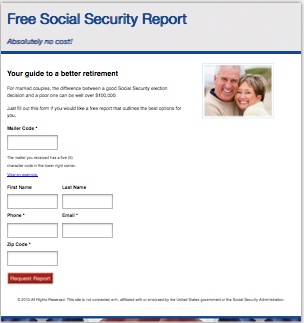 Free Social Security Report
Absolutely no cost!
Your guide to a better retirement
For married couples, the difference between a good Social Security election
decision and a poor one can be well over $100,000.
Just fill out this form if you would like a free report that outlines the best options for
you.
Mailer Code *
The mailer you received has a five (5)
character code in the lower right corner.
View an example.
First Name
Last Name
Phone *
Email *
Zip Code *
Request Report
© 2013 All Rights Reserved. This site is not connected with, affiliated with or endorsed by the United States government or the Social Security Administration.